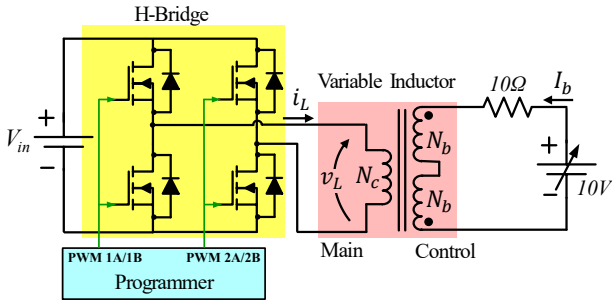 H-Bridge
Variable Inductor
10Ω
I_b
i_L
+
V_in
−
v_L
N_c
N_b
N_b
+
−
10V
Main
Control
PWM 1A/1B
PWM 2A/2B
Programmer